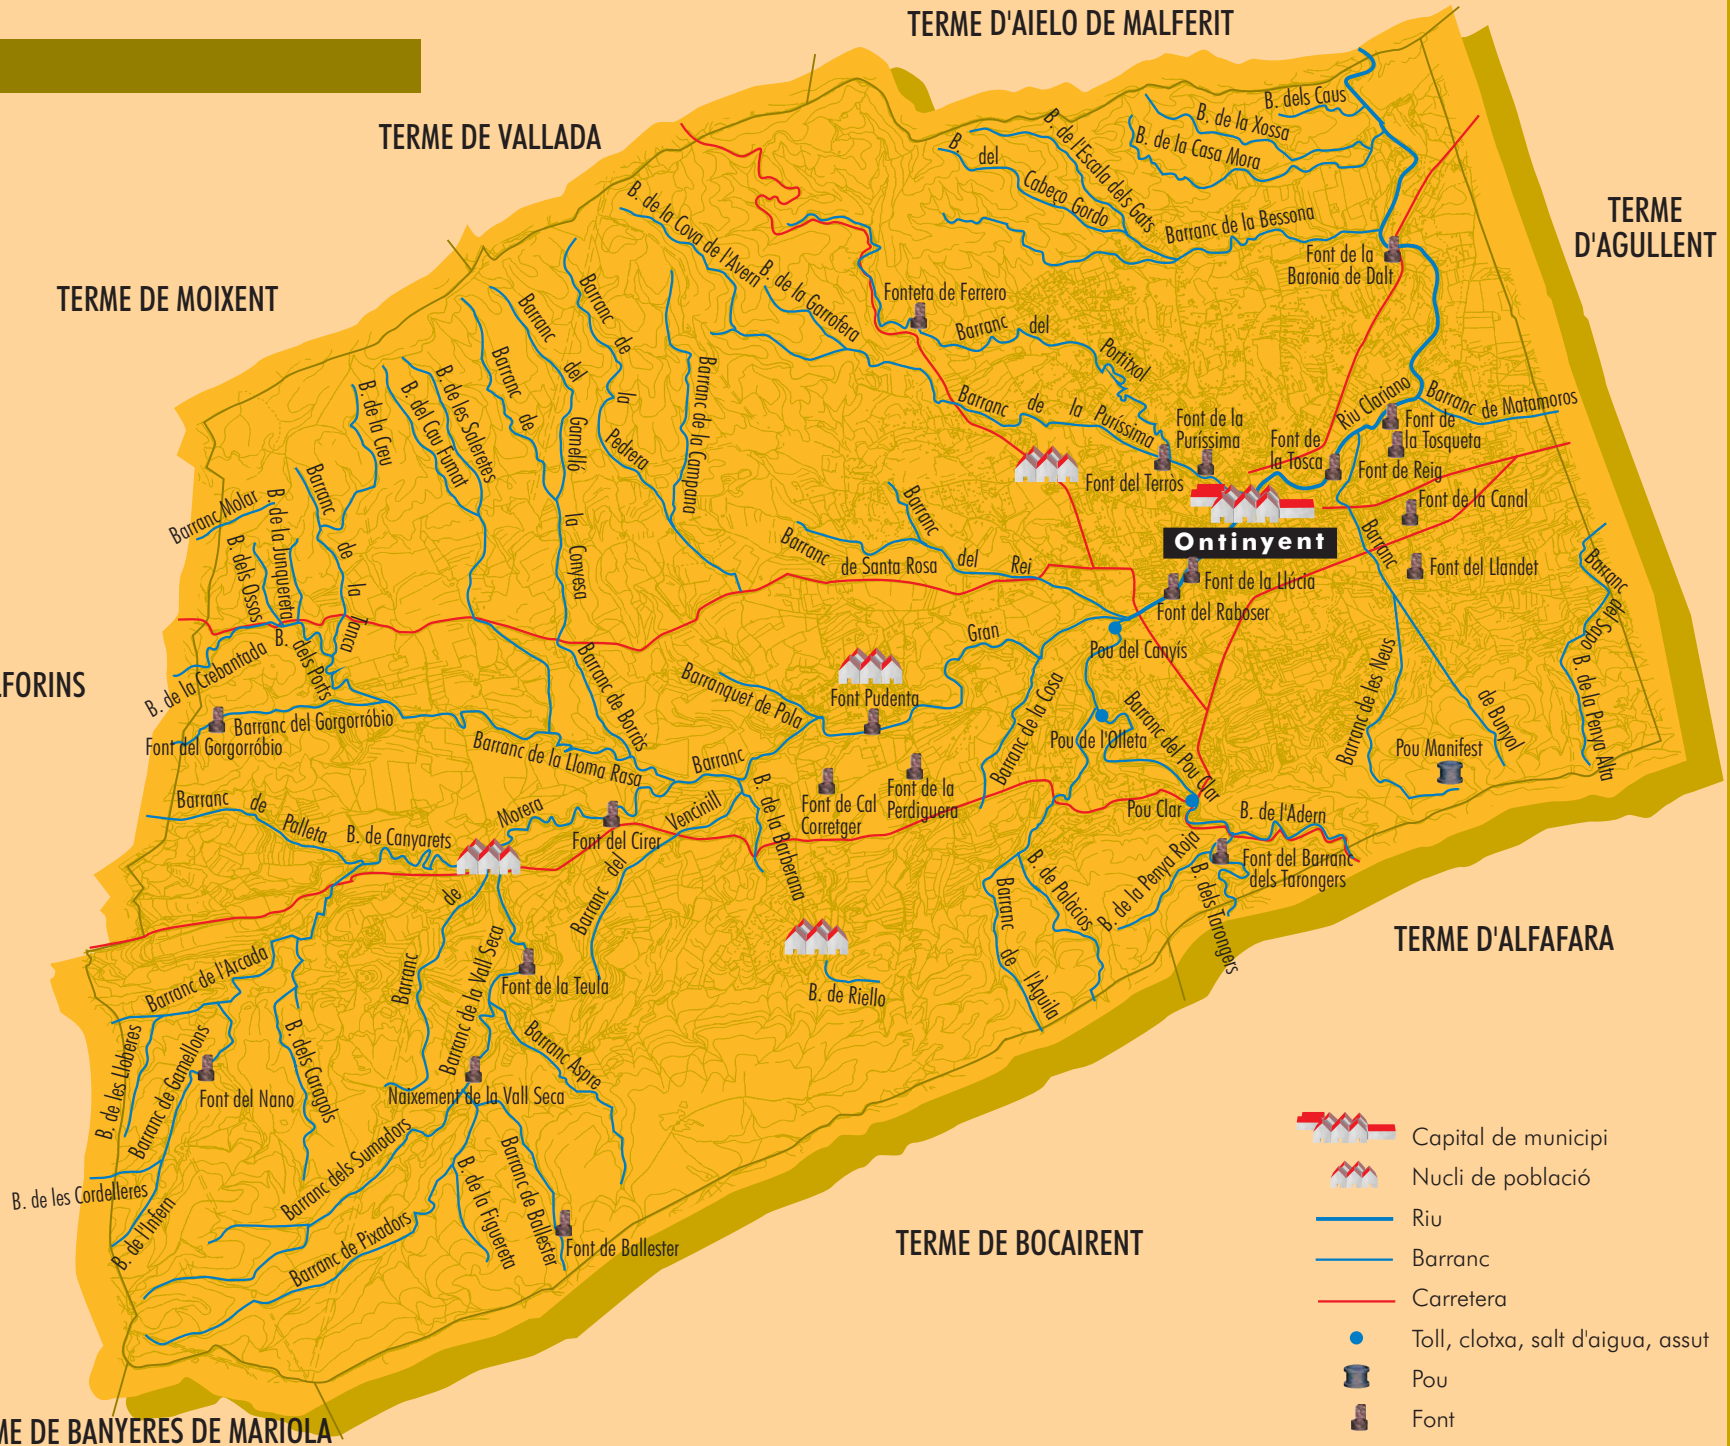 TERME D'AIELO DE MALFERIT
TERME DE VALLADA
TERME
D'AGULLENT
TERME DE MOIXENT
FORINS
TERME D'ALFAFARA
TERME DE BOCAIRENT
ME DE BANYERES DE MARIOLA
B. dels Caus
B. de la Xossa
B. de la Casa Mora
B. de l'Escala dels Gats
B. del Cabeço Gordo
Barranc de la Bessona
Font de la
Baronia de Dalt
B. de la Cova de l'Avern
B. de la Garrofera
Fonteta de Ferrero
Barranc del Portitxol
Barranc de la Puríssima
Font de la
Puríssima
Font del Terròs
Font de
la Tosca
Riu Clariano
Barranc de Matamoros
Font de
la Tosqueta
Font de Reig
Font de la Canal
Font del Llandet
Ontinyent
Font de la Llúcia
Font del Raboser
Pou del Canyís
Barranc de la Pedrera
Barranc de la Campana
Barranc del Gamelló
Barranc de la Conyesa
B. de les Saleretes
B. del Cau Fumat
B. de la Creu
Barranc de la Tanca
Barranc Molar
B. de la Junquereta
B. dels Ossos
B. de la Crebantada
B. dels Ports
Barranc del Gorgorróbio
Font del Gorgorróbio
Barranc de la Lloma Rasa
Barranc de Borràs
Barranc de Santa Rosa
Barranc del Rei
Font Pudenta
Barranquet de Pola
Barranc Gran
Barranc de la Cosa
Pou de l'Olleta
Barranc del Pou Clar
Pou Clar
B. de l'Adern
Font del Barranc
dels Tarongers
B. dels Tarongers
B. de la Penya Roja
B. de Palàcios
Barranc de l'Àguila
Barranc de les Neus
Barranc de Bunyol
Pou Manifest
Barranc dels Sapo
B. de la Penya Alta
Barranc de Palleta
B. de Canyarets
Barranc de Morera
Font del Cirer
Barranc del Vencinill
B. de la Barberana
Font de Cal
Corretger
Font de la
Perdiguera
B. de Riello
Font de la Teula
Barranc de la Vall Seca
Barranc Aspre
Naixement de la Vall Seca
Barranc de l'Arcada
B. de les Lloberes
Barranc de Gamellons
Font del Nano
B. dels Caragols
B. de les Cordelleres
B. de l'Infern
Barranc dels Sumadors
Barranc de Pixadors
B. de la Figuereta
Barranc de Ballester
Font de Ballester
Capital de municipi
Nucli de població
Riu
Barranc
Carretera
Toll, clotxa, salt d'aigua, assut
Pou
Font